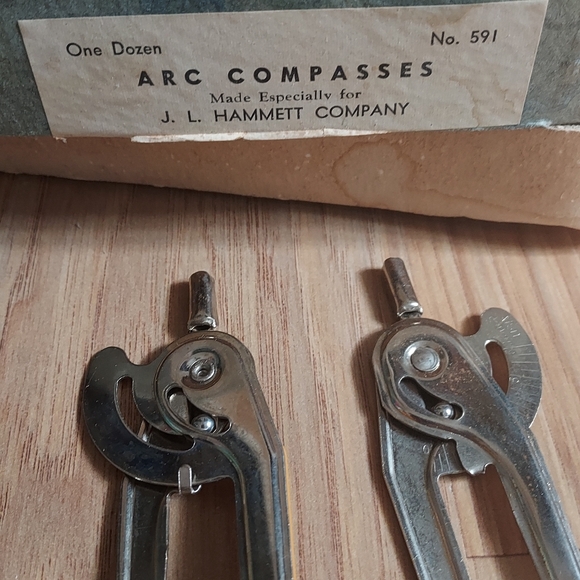 One Dozen No. 591
ARC COMPASSES
Made Especially for
J. L. HAMMETT COMPANY